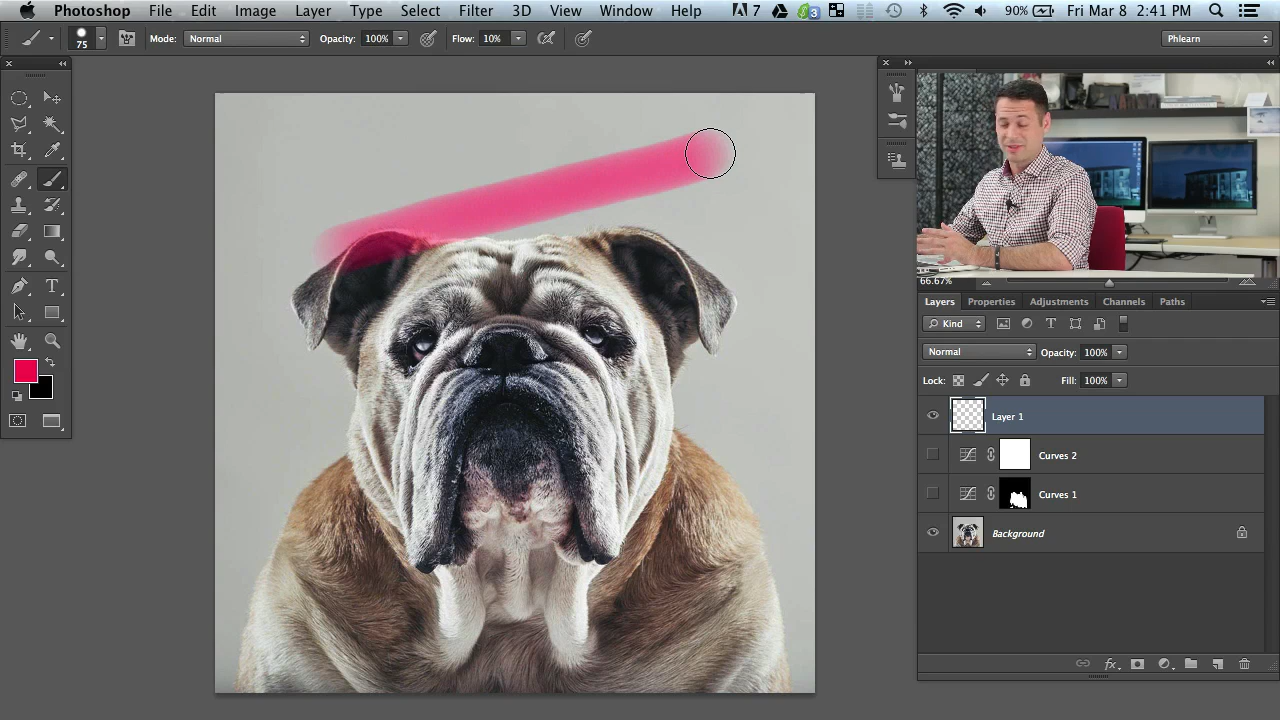 Photoshop File Edit Image Layer Type Select Filter 3D View Window Help 7 3 90% Fri Mar 8 2:41 PM
75 Mode: Normal Opacity: 100% Flow: 10% Phlearn
66.67%
Layers Properties Adjustments Channels Paths
Kind
Normal Opacity: 100%
Lock: Fill: 100%
Layer 1
Curves 2
Curves 1
Background